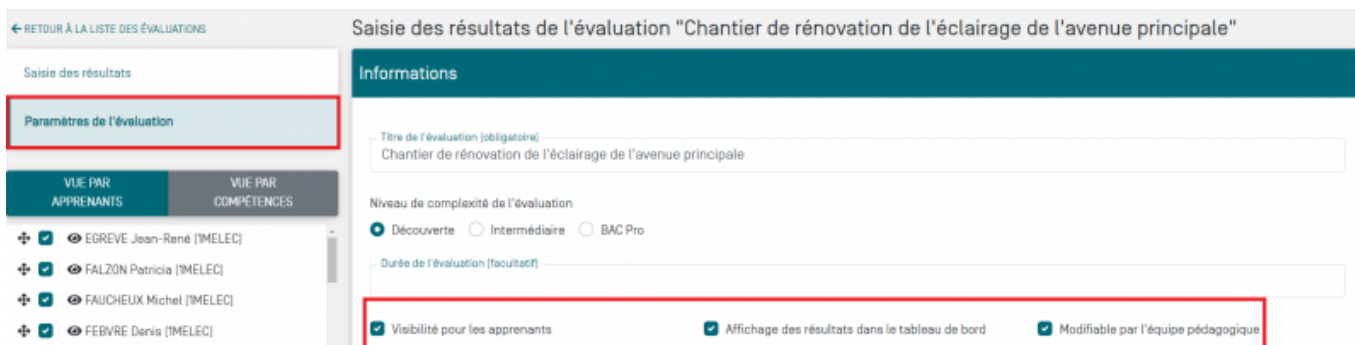 RETOUR À LA LISTE DES ÉVALUATIONS
Saisie des résultats de l'évaluation "Chantier de rénovation de l'éclairage de l'avenue principale"
Saisie des résultats
Paramètres de l'évaluation
VUE PAR APPRENANTS
VUE PAR COMPÉTENCES
EGREVE Jean-René (1MELEC)
FALZON Patricia (1MELEC)
FAUCHEUX Michel (1MELEC)
FEBVRE Denis (1MELEC)
Informations
Titre de l'évaluation (obligatoire)
Chantier de rénovation de l'éclairage de l'avenue principale
Niveau de complexité de l'évaluation
Découverte Intermédiaire BAC Pro
Durée de l'évaluation (facultatif)
Visibilité pour les apprenants Affichage des résultats dans le tableau de bord Modifiable par l'équipe pédagogique